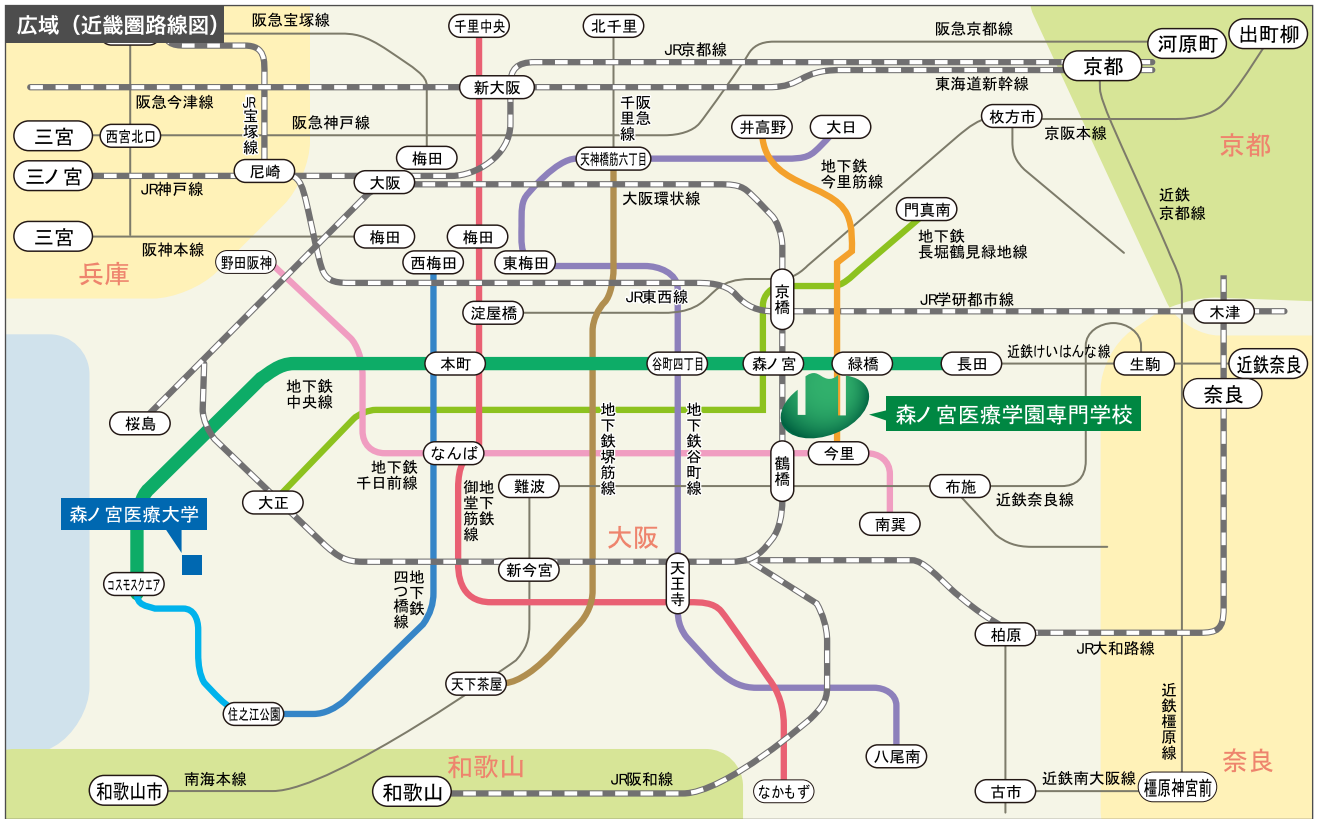 広域（近畿圏路線図）
阪急宝塚線
千里中央
北千里
阪急京都線
河原町
出町柳
JR京都線
京都
新大阪
東海道新幹線
阪急今津線
JR宝塚線
阪急千里線
枚方市
京阪本線
三宮
西宮北口
阪急神戸線
井高野
大日
京都
梅田
天神橋筋六丁目
地下鉄
今里筋線
三ノ宮
JR神戸線
尼崎
大阪
大阪環状線
近鉄
京都線
門真南
三宮
阪神本線
梅田
梅田
地下鉄
長堀鶴見緑地線
兵庫
野田阪神
西梅田
東梅田
京橋
JR東西線
JR学研都市線
木津
淀屋橋
本町
谷町四丁目
森ノ宮
緑橋
長田
近鉄けいはんな線
生駒
近鉄奈良
地下鉄
中央線
奈良
桜島
地下鉄堺筋線
地下鉄谷町線
森ノ宮医療学園専門学校
なんば
鶴橋
今里
地下鉄
千日前線
地下鉄
御堂筋線
難波
布施
近鉄奈良線
大正
森ノ宮医療大学
南巽
大阪
コスモスクエア
地下鉄
四つ橋線
新今宮
天王寺
柏原
JR大和路線
天下茶屋
住之江公園
近鉄橿原線
八尾南
和歌山
奈良
和歌山市
南海本線
和歌山
JR阪和線
なかもず
古市
近鉄南大阪線
橿原神宮前